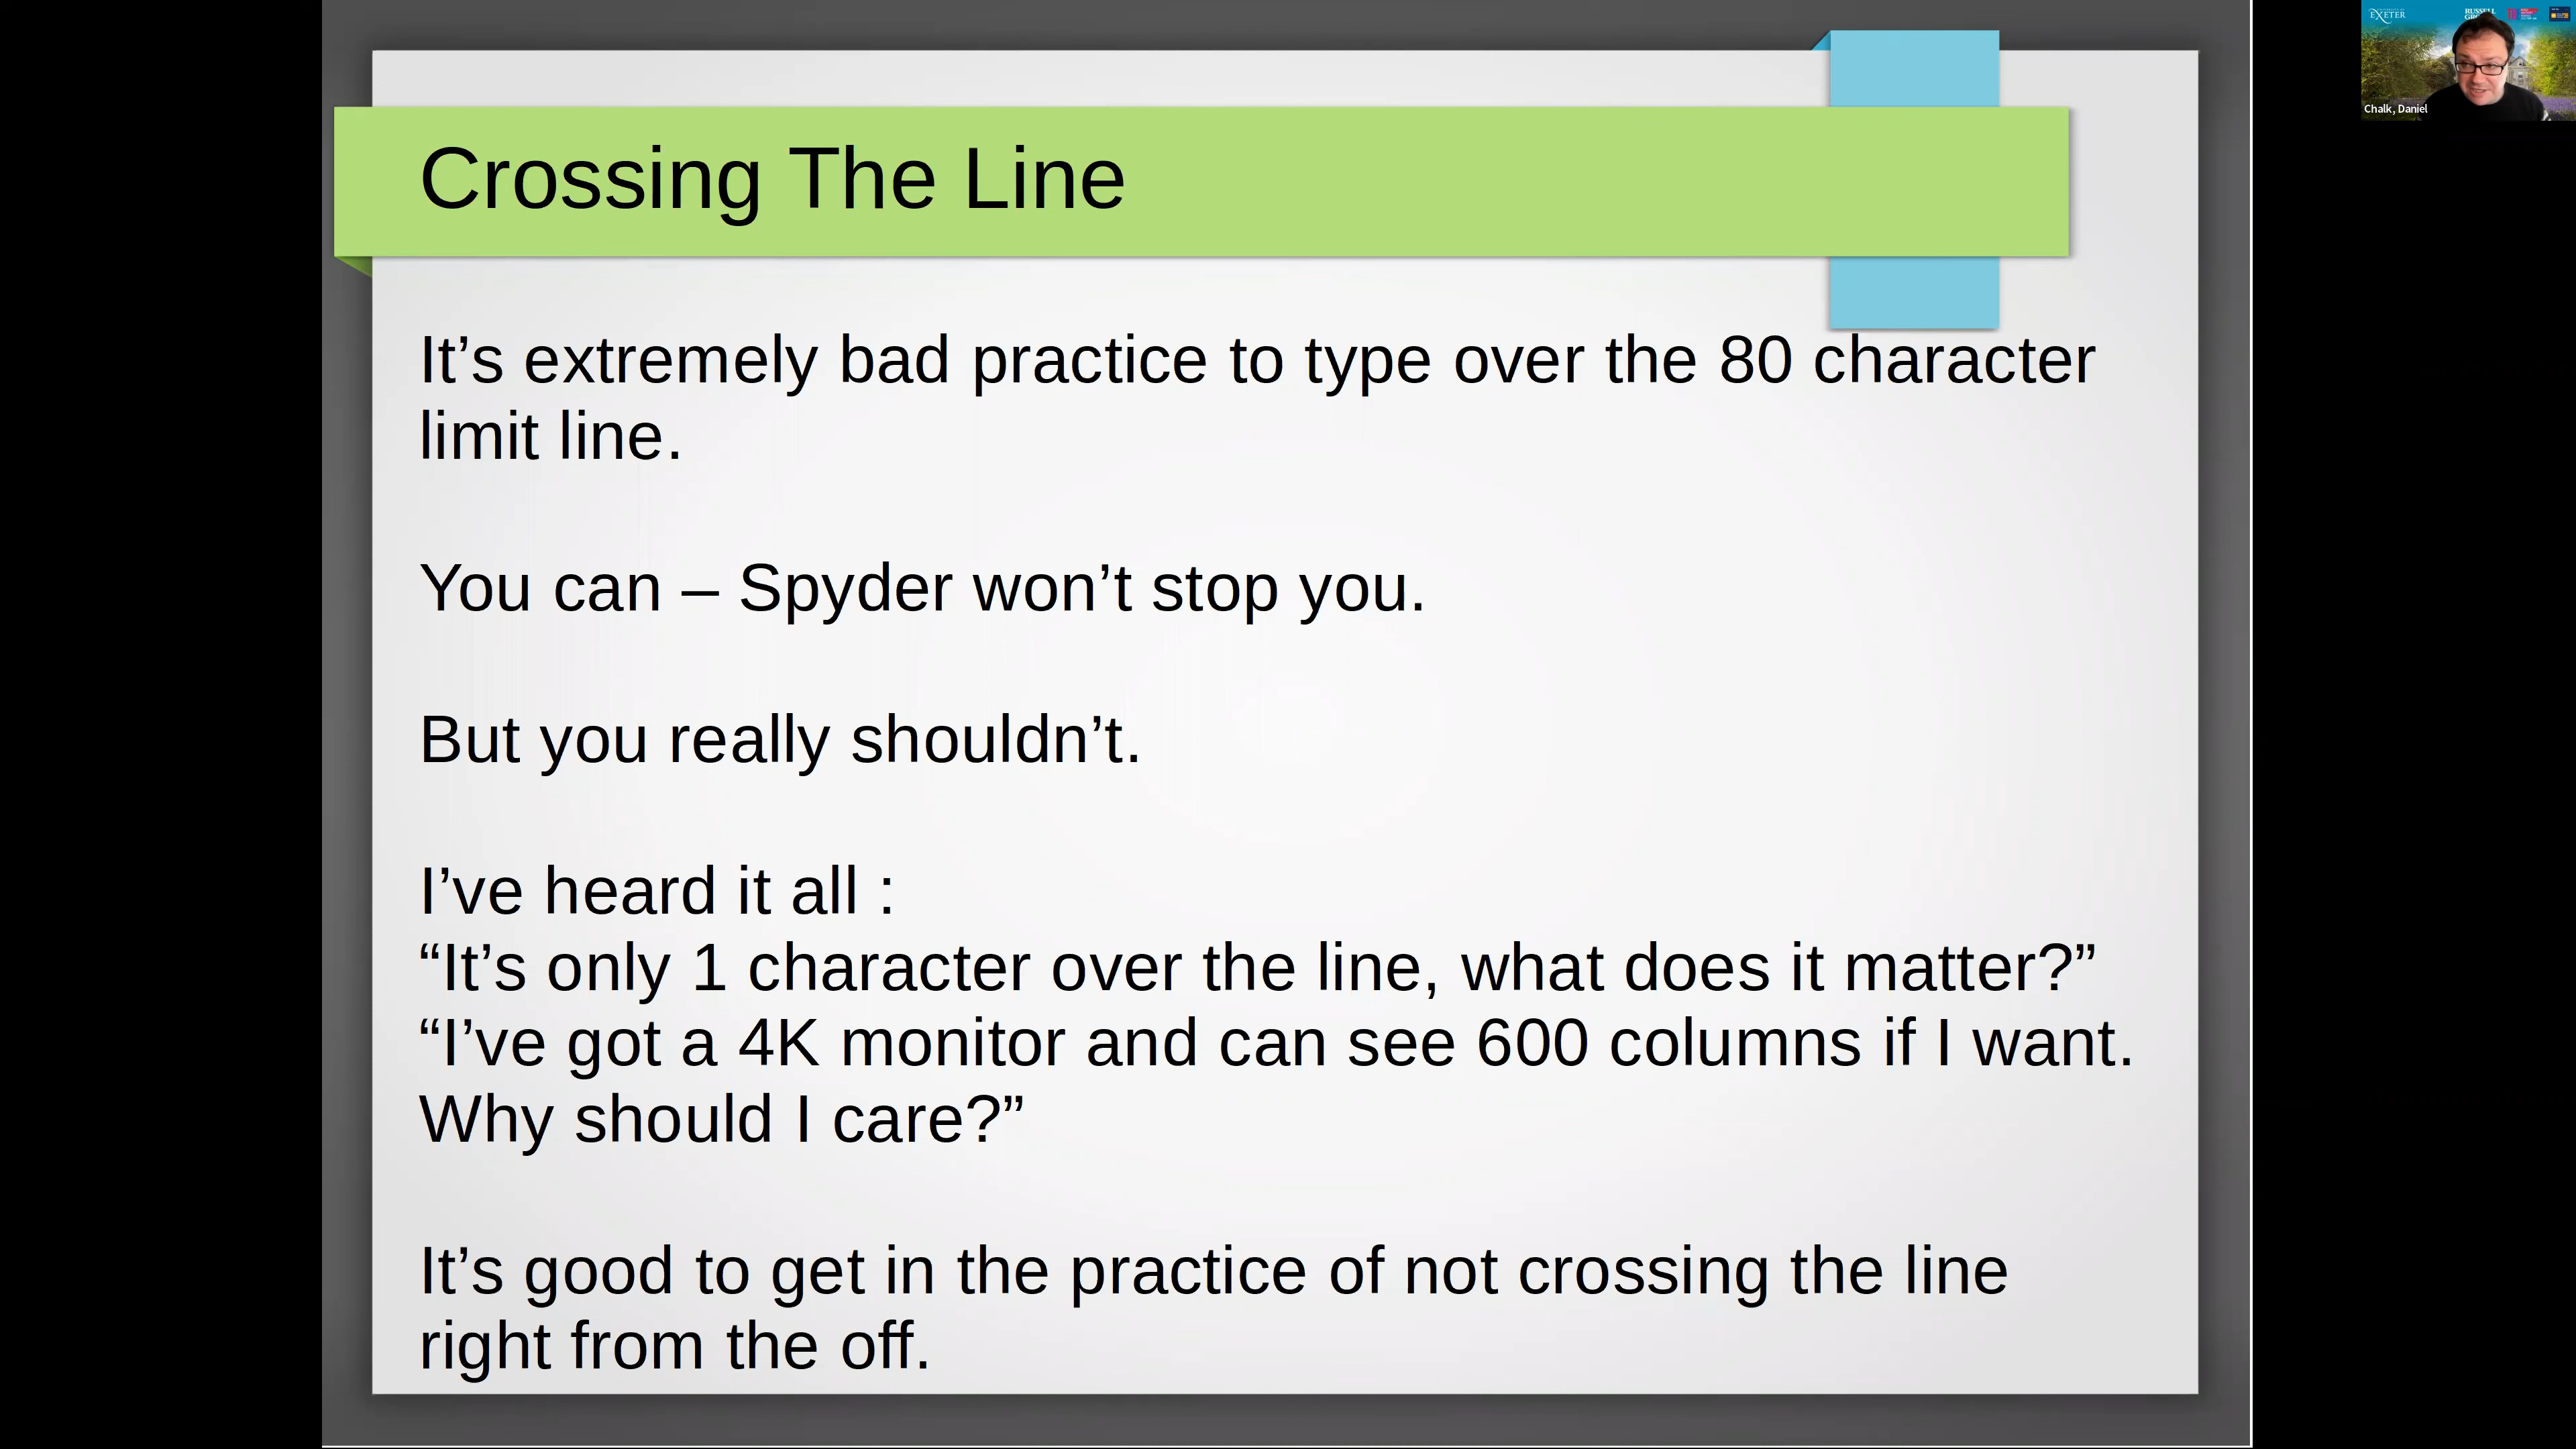 Crossing The Line
It’s extremely bad practice to type over the 80 character
limit line.
You can – Spyder won’t stop you.
But you really shouldn’t.
I’ve heard it all :
“It’s only 1 character over the line, what does it matter?”
“I’ve got a 4K monitor and can see 600 columns if I want.
Why should I care?”
It’s good to get in the practice of not crossing the line
right from the off.
EXETER
Chalk, Daniel